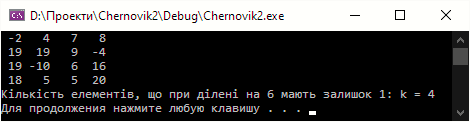 D:\Проекти\Chernovik2\Debug\Chernovik2.exe
-2 4 7 8
19 19 9 -4
19 -10 6 16
18 5 5 20
Кількість елементів, що при ділені на 6 мають залишок 1: k = 4
Для продолжения нажмите любую клавишу . . .